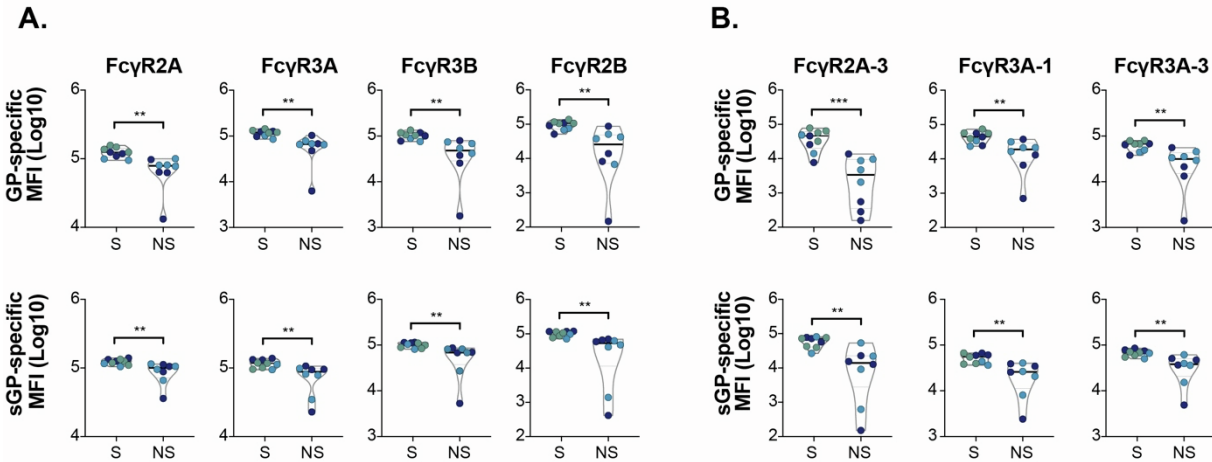 A.
B.
FcγR2A
FcγR3A
FcγR3B
FcγR2B
FcγR2A-3
FcγR3A-1
FcγR3A-3
GP-specific
MFI (Log10)
6
5
4
**
S NS
6
5
4
3
**
S NS
6
5
4
3
**
S NS
6
5
4
3
2
**
S NS
GP-specific
MFI (Log10)
6
5
4
3
2
***
S NS
6
5
4
3
2
**
S NS
6
5
4
3
**
S NS
sGP-specific
MFI (Log10)
6
5
4
**
S NS
6
5
4
**
S NS
6
5
4
3
**
S NS
6
5
4
3
2
**
S NS
sGP-specific
MFI (Log10)
6
5
4
3
2
**
S NS
6
5
4
3
**
S NS
6
5
4
3
**
S NS